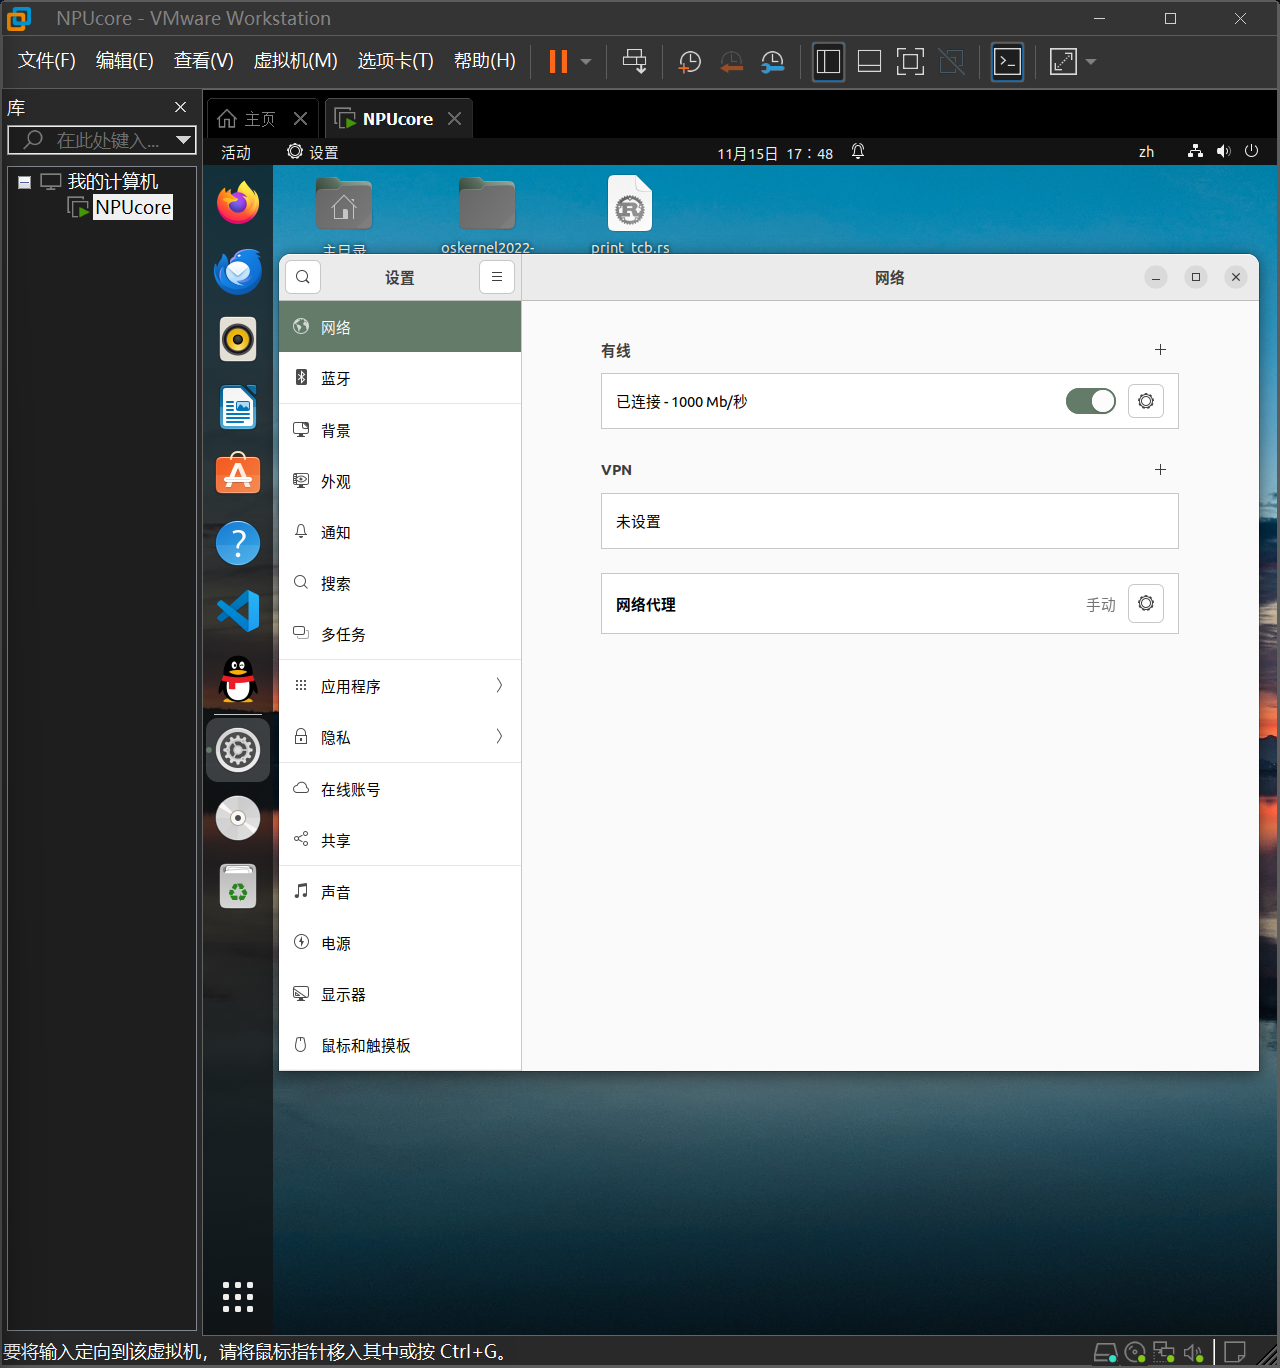 NPUcore - VMware Workstation
文件(F) 编辑(E) 查看(V) 虚拟机(M) 选项卡(T) 帮助(H)
库
在此处键入...
我的计算机
NPUcore
主页
NPUcore
活动
设置
11月15日 17：48
zh
主目录
oskernel2022-
print_tcb.rs
设置
网络
网络
蓝牙
背景
外观
通知
搜索
多任务
应用程序
隐私
在线账号
共享
声音
电源
显示器
鼠标和触摸板
有线
已连接 - 1000 Mb/秒
VPN
未设置
网络代理
手动
要将输入定向到该虚拟机，请将鼠标指针移入其中或按 Ctrl+G。